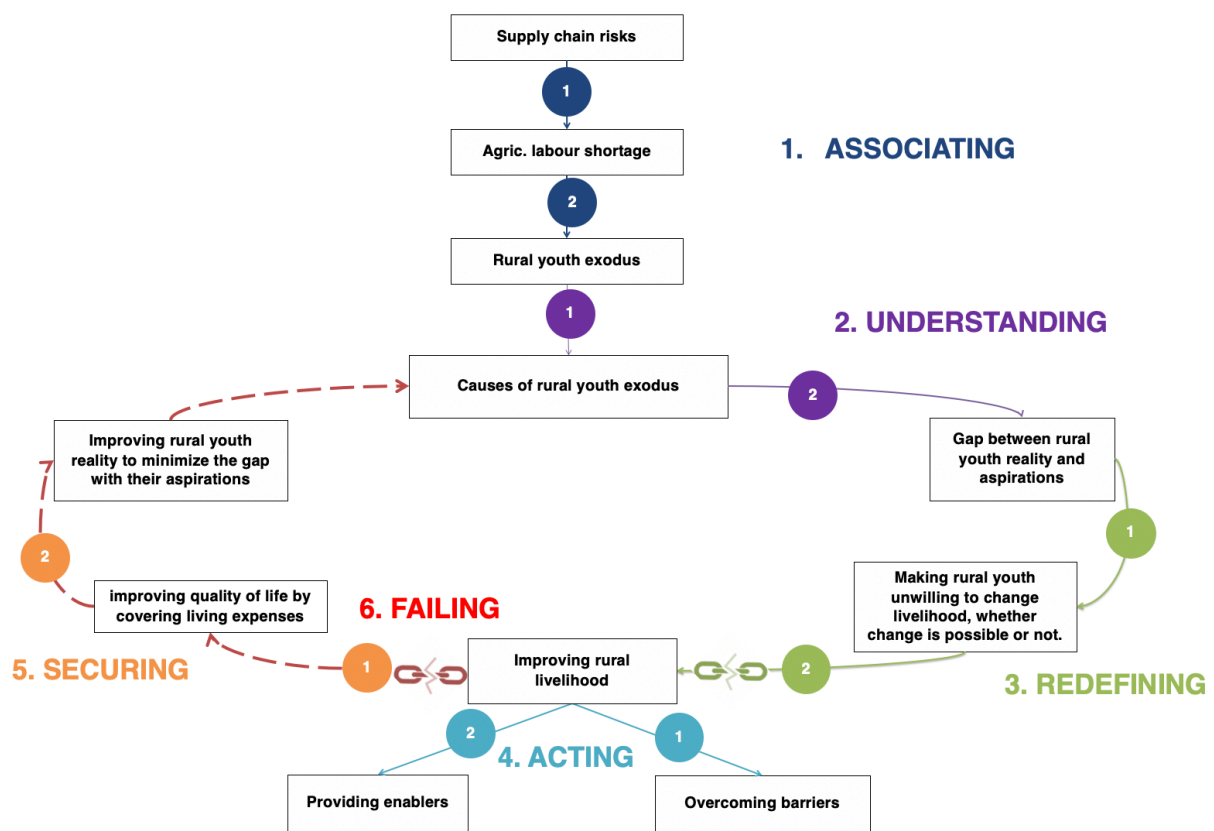 Supply chain risks
1
Agric. labour shortage
1. ASSOCIATING
2
Rural youth exodus
1
2. UNDERSTANDING
Causes of rural youth exodus
2
Improving rural youth
reality to minimize the gap
with their aspirations
Gap between rural
youth reality and
aspirations
1
2
Making rural youth
unwilling to change
livelihood, whether
change is possible or not.
improving quality of life by
covering living expenses
6. FAILING
5. SECURING
1
Improving rural
livelihood
2
3. REDEFINING
2
4. ACTING
1
Providing enablers
Overcoming barriers